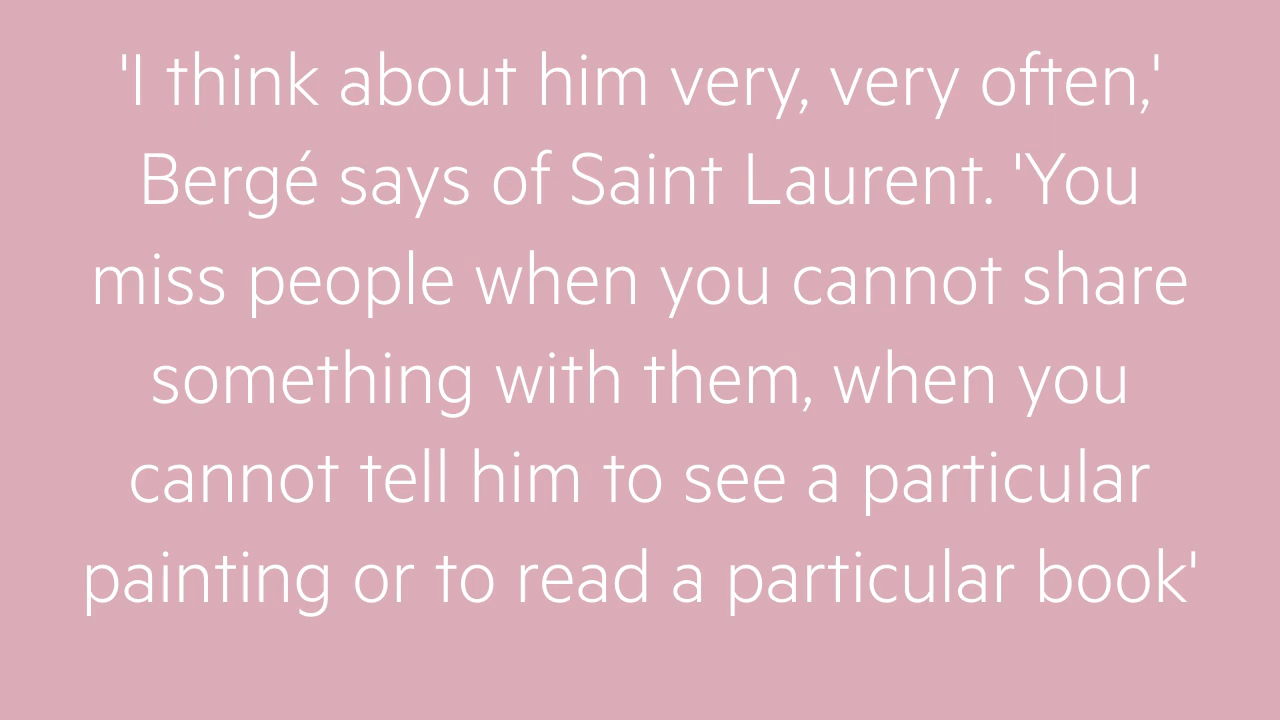 'I think about him very, very often,'
Bergé says of Saint Laurent. 'You
miss people when you cannot share
something with them, when you
cannot tell him to see a particular
painting or to read a particular book'